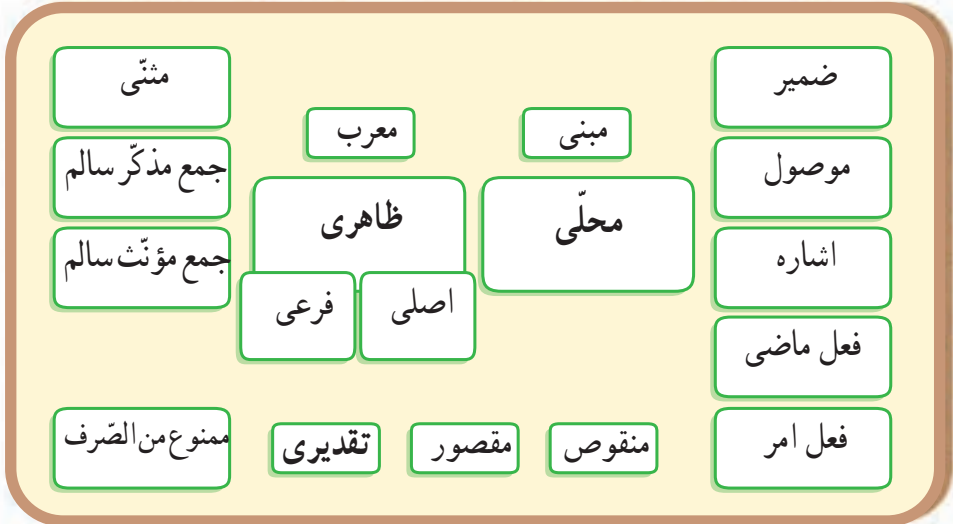 ضمیر
موصول
اشاره
فعل ماضی
فعل امر
مبنی
معرب
محلّی
ظاهری
اصلی
فرعی
منقوص
مقصور
تقدیری
مثنّی
جمع مذکّر سالم
جمع مؤنّث سالم
ممنوع من الصّرف